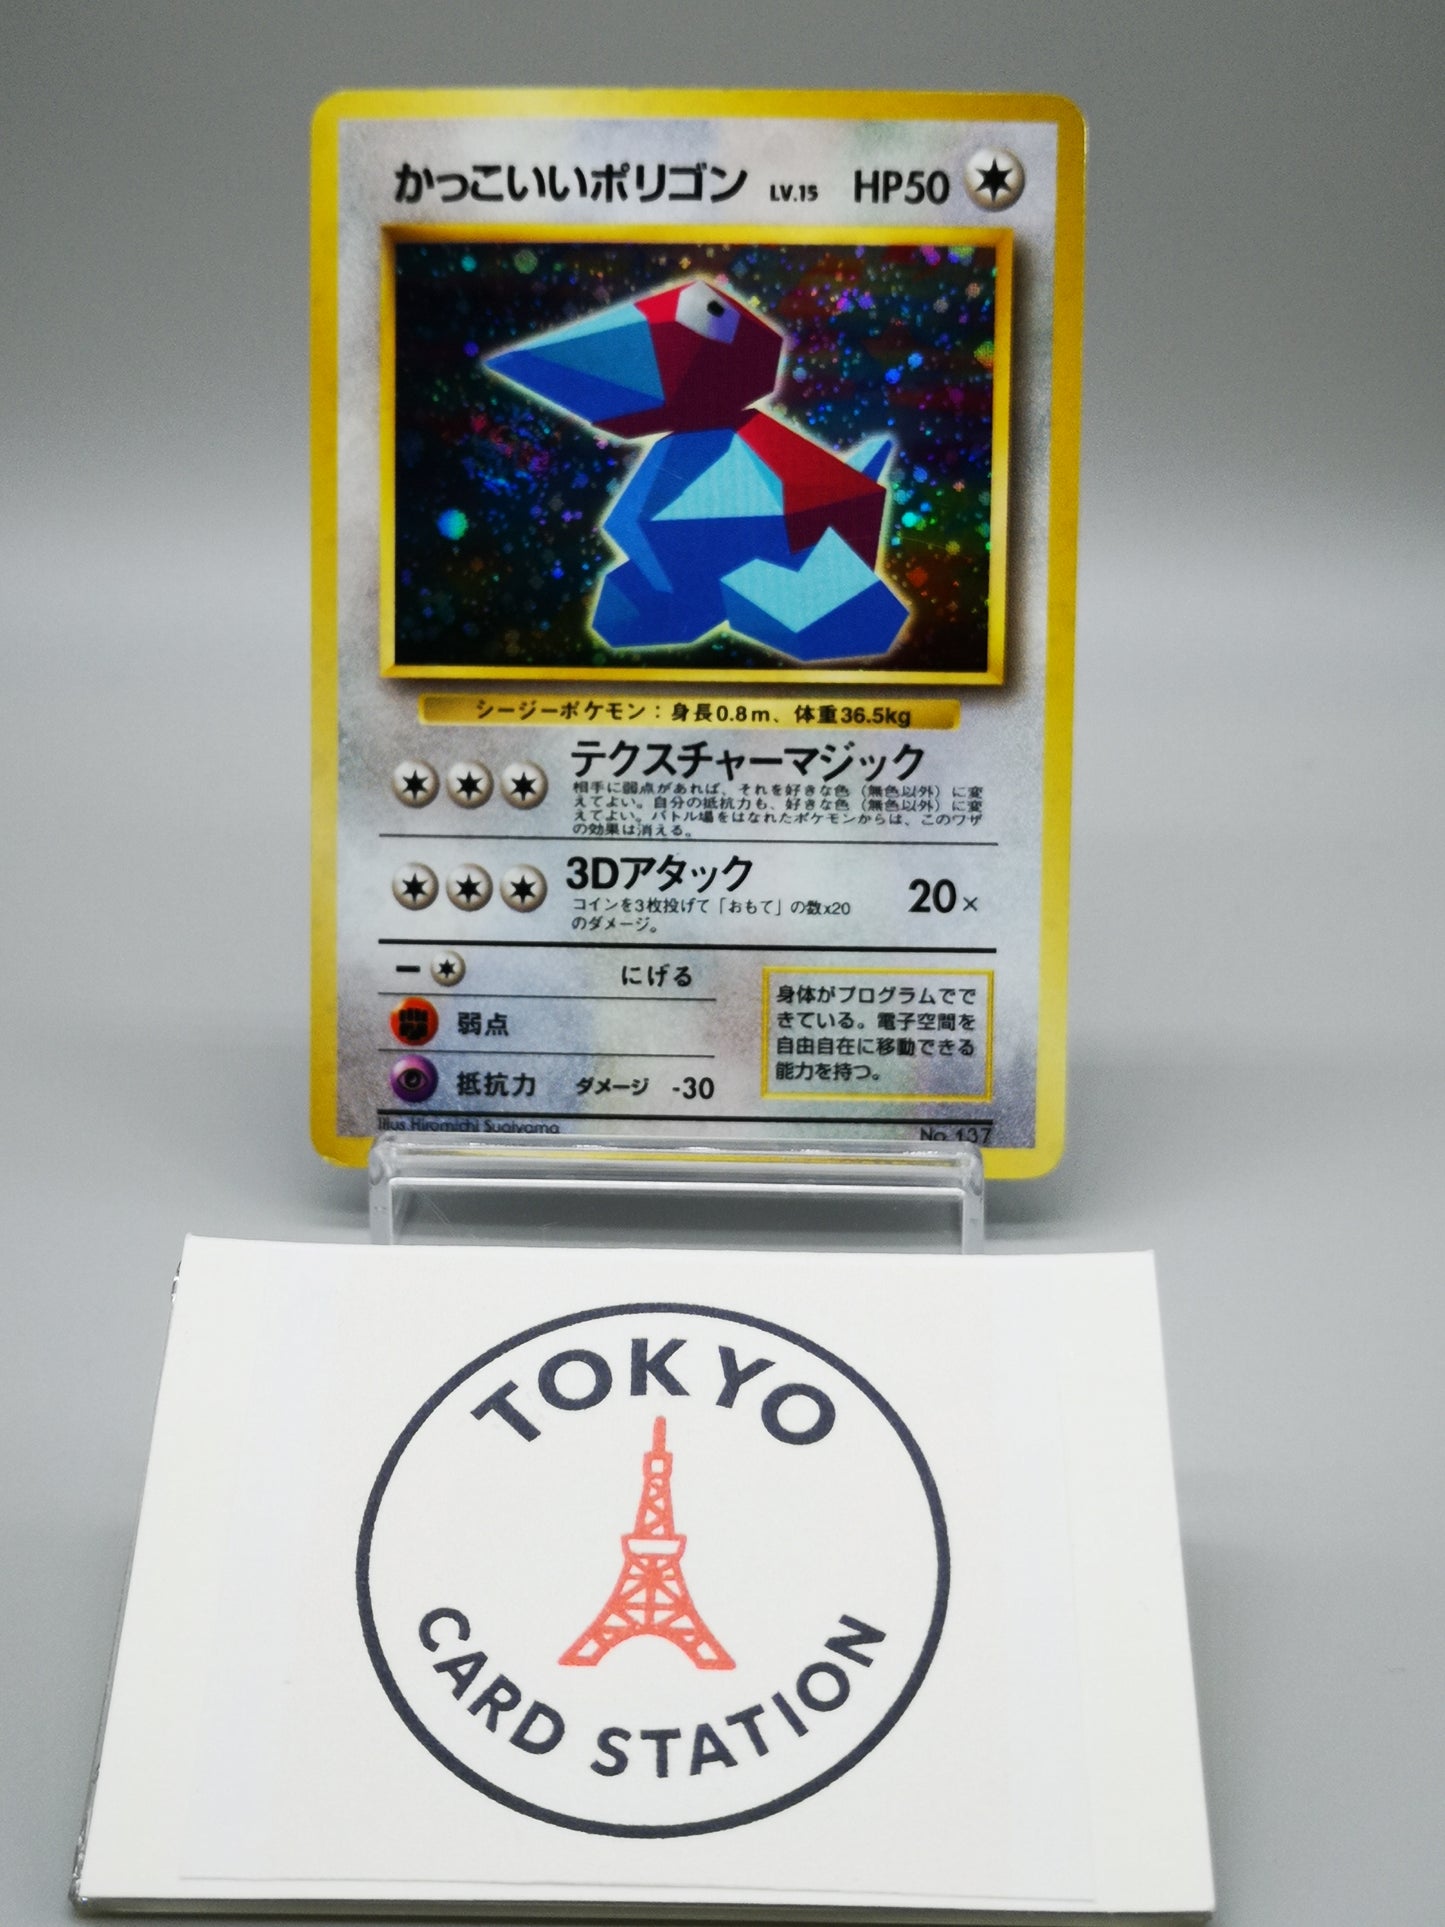 かっこいいポリゴン LV.15 HP50
シージーポケモン：身長0.8m、体重36.5kg
テクスチャーマジック
相手に弱点があれば、それを好きな色（無色以外）に変
えてよい。自分の抵抗力も、好きな色（無色以外）に変
えてよい。バトル場をはなれたポケモンからは、このワザ
の効果は消える。
3Dアタック 20×
コインを3枚投げて「おもて」の数x20
のダメージ。
ー にげる
弱点
抵抗力 ダメージ -30
身体がプログラムでで
きている。電子空間を
自由自在に移動できる
能力を持つ。
Illus.Hiromichi Sugiyama No.137
TOKYO
CARD STATION